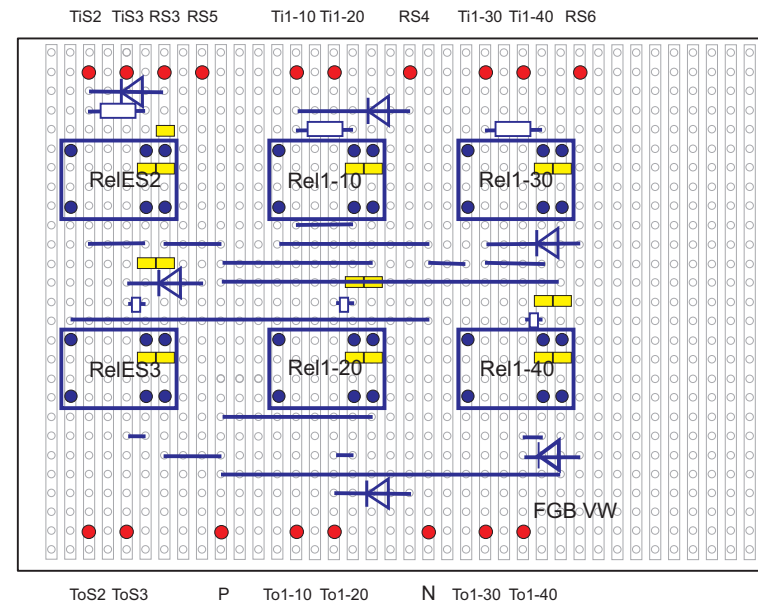 TiS2 TiS3 RS3 RS5 Ti1-10 Ti1-20 RS4 Ti1-30 Ti1-40 RS6
RelES2 Rel1-10 Rel1-30
RelES3 Rel1-20 Rel1-40
FGB VW
ToS2 ToS3 P To1-10 To1-20 N To1-30 To1-40